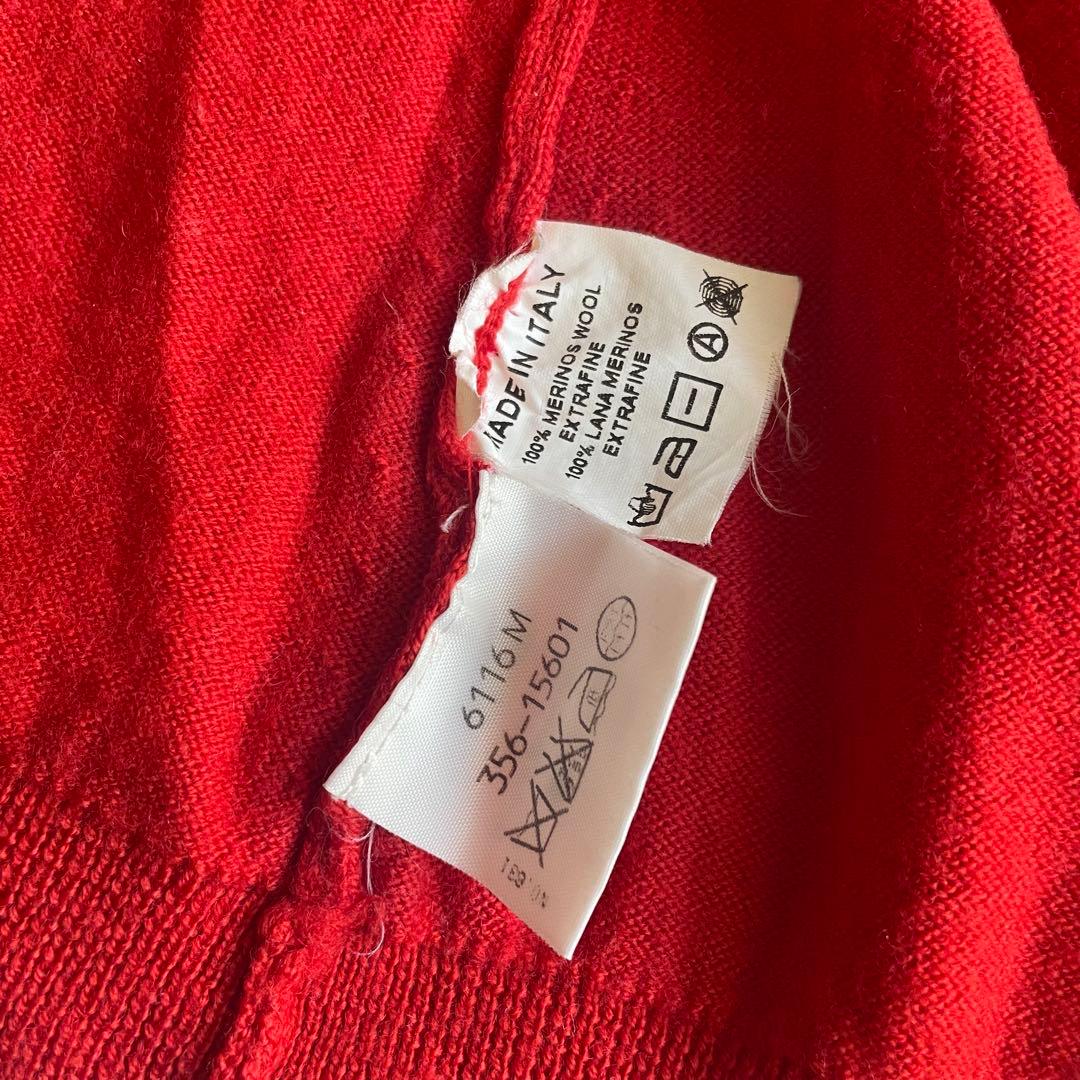 MADE IN ITALY
100% MERINOS WOOL
EXTRAFINE
100% LANA MERINOS
EXTRAFINE
A
6116 M
356-15601